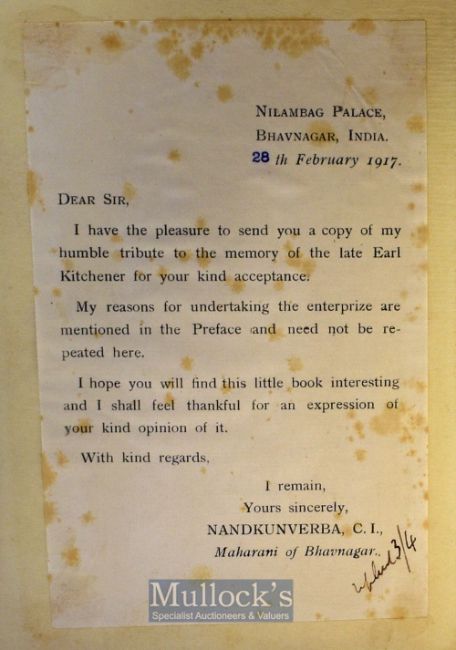 NILAMBAG PALACE,
BHAVNAGAR, INDIA.
28 th February 1917.
DEAR SIR,
I have the pleasure to send you a copy of my
humble tribute to the memory of the late Earl
Kitchener for your kind acceptance.
My reasons for undertaking the enterprize are
mentioned in the Preface and need not be re-
peated here.
I hope you will find this little book interesting
and I shall feel thankful for an expression of
your kind opinion of it.
With kind regards,
I remain,
Yours sincerely,
NANDKUNVERBA, C. I.,
Maharani of Bhavnagar.
3/4
Mullock's
Specialist Auctioneers & Valuers